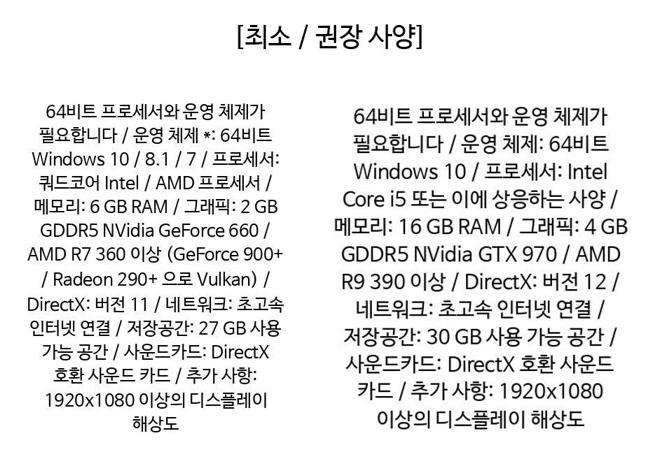 [최소 / 권장 사양]
64비트 프로세서와 운영 체제가
필요합니다 / 운영 체제 *: 64비트
Windows 10 / 8.1 / 7 / 프로세서:
쿼드코어 Intel / AMD 프로세서 /
메모리: 6 GB RAM / 그래픽: 2 GB
GDDR5 NVidia GeForce 660 /
AMD R7 360 이상 (GeForce 900+
/ Radeon 290+ 으로 Vulkan) /
DirectX: 버전 11 / 네트워크: 초고속
인터넷 연결 / 저장공간: 27 GB 사용
가능 공간 / 사운드카드: DirectX
호환 사운드 카드 / 추가 사항:
1920x1080 이상의 디스플레이
해상도
64비트 프로세서와 운영 체제가
필요합니다 / 운영 체제: 64비트
Windows 10 / 프로세서: Intel
Core i5 또는 이에 상응하는 사양 /
메모리: 16 GB RAM / 그래픽: 4 GB
GDDR5 NVidia GTX 970 / AMD
R9 390 이상 / DirectX: 버전 12 /
네트워크: 초고속 인터넷 연결 /
저장공간: 30 GB 사용 가능 공간 /
사운드카드: DirectX 호환 사운드
카드 / 추가 사항: 1920x1080
이상의 디스플레이 해상도